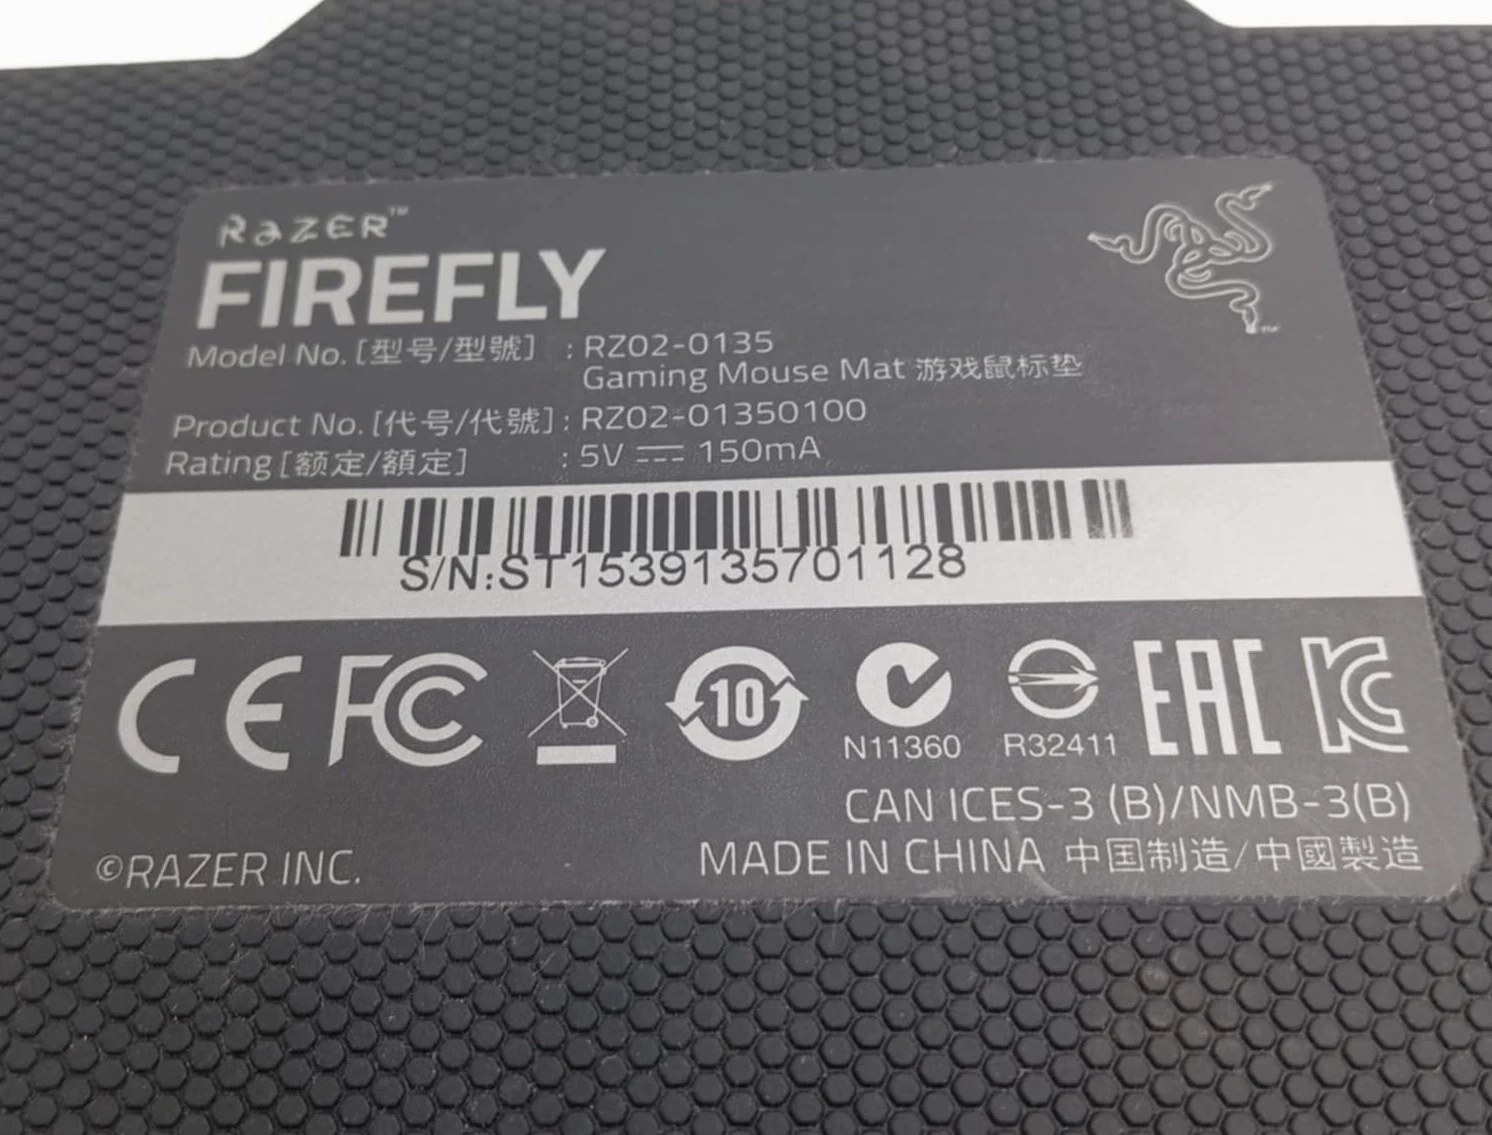 RAZER™
FIREFLY
Model No. [型号/型號] : RZ02-0135
Gaming Mouse Mat 游戏鼠标垫
Product No. [代号/代號] : RZ02-01350100
Rating [额定/額定] : 5V ⎓ 150mA
S/N:ST1539135701128
CE FC 10 EAC KC
N11360 R32411
CAN ICES-3 (B)/NMB-3(B)
©RAZER INC. MADE IN CHINA 中国制造/中國製造